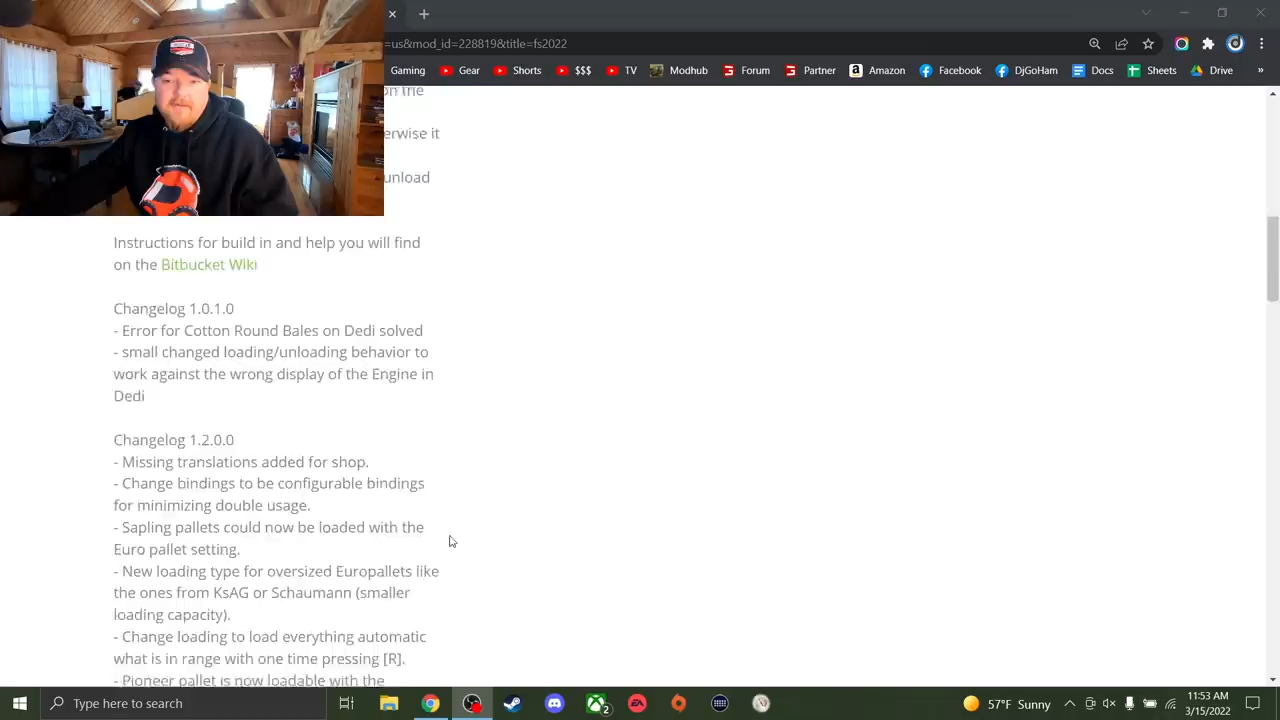 =us&mod_id=228819&title=fs2022
Gaming Gear Shorts $$$ TV Modhub Forum Partner Amazon Facebook DjGoHam Docs Sheets Drive »
on the
erwise it
unload
Instructions for build in and help you will find
on the Bitbucket Wiki
Changelog 1.0.1.0
- Error for Cotton Round Bales on Dedi solved
- small changed loading/unloading behavior to
work against the wrong display of the Engine in
Dedi
Changelog 1.2.0.0
- Missing translations added for shop.
- Change bindings to be configurable bindings
for minimizing double usage.
- Sapling pallets could now be loaded with the
Euro pallet setting.
- New loading type for oversized Europallets like
the ones from KsAG or Schaumann (smaller
loading capacity).
- Change loading to load everything automatic
what is in range with one time pressing [R].
- Pioneer pallet is now loadable with the
Type here to search
2
57°F Sunny
11:53 AM
3/15/2022